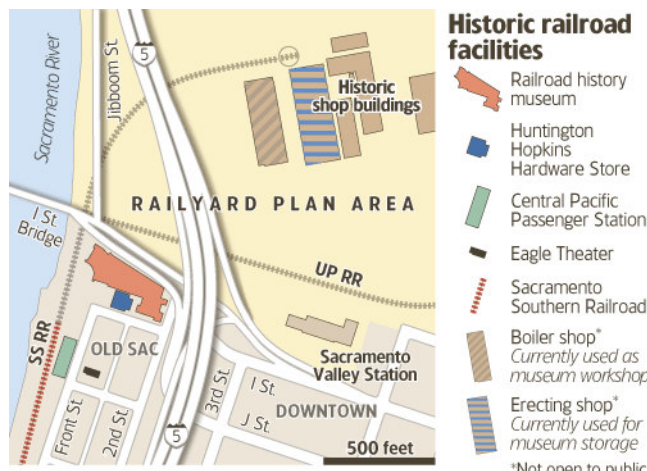 Sacramento River
Jibboom St.
5
Historic
shop buildings
RAILYARD PLAN AREA
I St.
Bridge
UP RR
SS RR
OLD SAC
Sacramento
Valley Station
Front St.
2nd St.
3rd St.
I St.
J St.
DOWNTOWN
5
500 feet
Historic railroad
facilities
Railroad history
museum
Huntington
Hopkins
Hardware Store
Central Pacific
Passenger Station
Eagle Theater
Sacramento
Southern Railroad
Boiler shop*
Currently used as
museum workshop
Erecting shop*
Currently used for
museum storage
*Not open to public